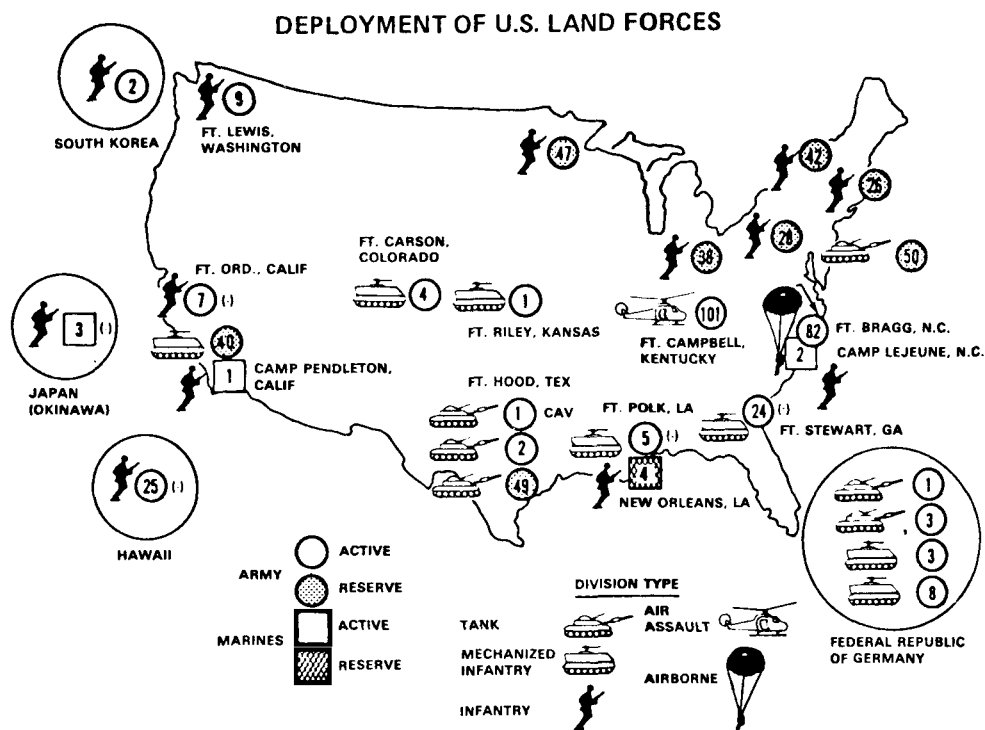 DEPLOYMENT OF U.S. LAND FORCES
2
SOUTH KOREA
9
FT. LEWIS,
WASHINGTON
47
42
26
28
38
50
FT. CARSON,
COLORADO
4
1
FT. RILEY, KANSAS
FT. ORD., CALIF
7 (-)
3 (-)
JAPAN
(OKINAWA)
40
1
CAMP PENDLETON,
CALIF
101
FT. CAMPBELL,
KENTUCKY
82
FT. BRAGG, N.C.
2
CAMP LEJEUNE, N.C.
FT. HOOD, TEX
1 CAV
2
49
FT. POLK, LA
5 (-)
4
NEW ORLEANS, LA
24 (-)
FT. STEWART, GA
25 (-)
HAWAII
1
3
3
8
FEDERAL REPUBLIC
OF GERMANY
ARMY
ACTIVE
RESERVE
MARINES
ACTIVE
RESERVE
DIVISION TYPE
TANK
MECHANIZED
INFANTRY
INFANTRY
AIR
ASSAULT
AIRBORNE